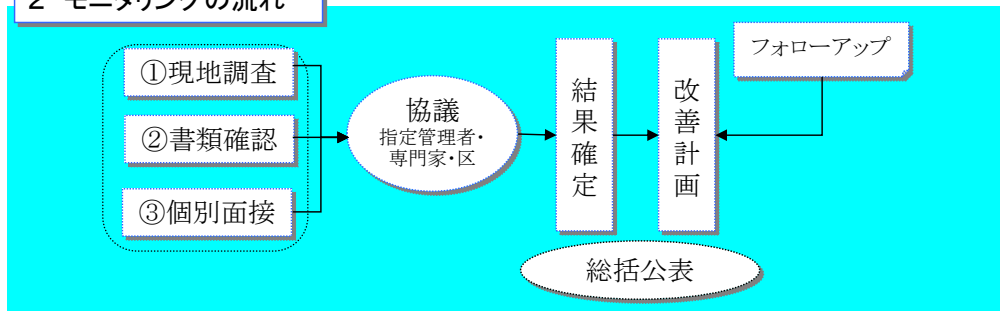 2 モニタリングの流れ
①現地調査
②書類確認
③個別面接
協議
指定管理者・
専門家・区
結果確定
改善計画
フォローアップ
総括公表